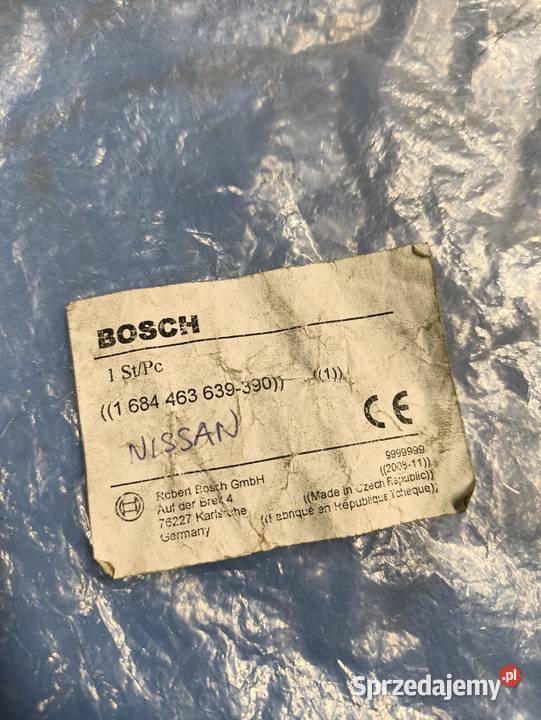 BOSCH
1 St/Pc
((1 684 463 639-390)) ((1))
NISSAN
CE
9999999
((2009-11))
Robert Bosch GmbH
Auf der Breit 4
76227 Karlsruhe
Germany
((Made in Czech Republic))
((Fabriqué en République Tchèque))
BOSCH
Sprzedajemy.pl